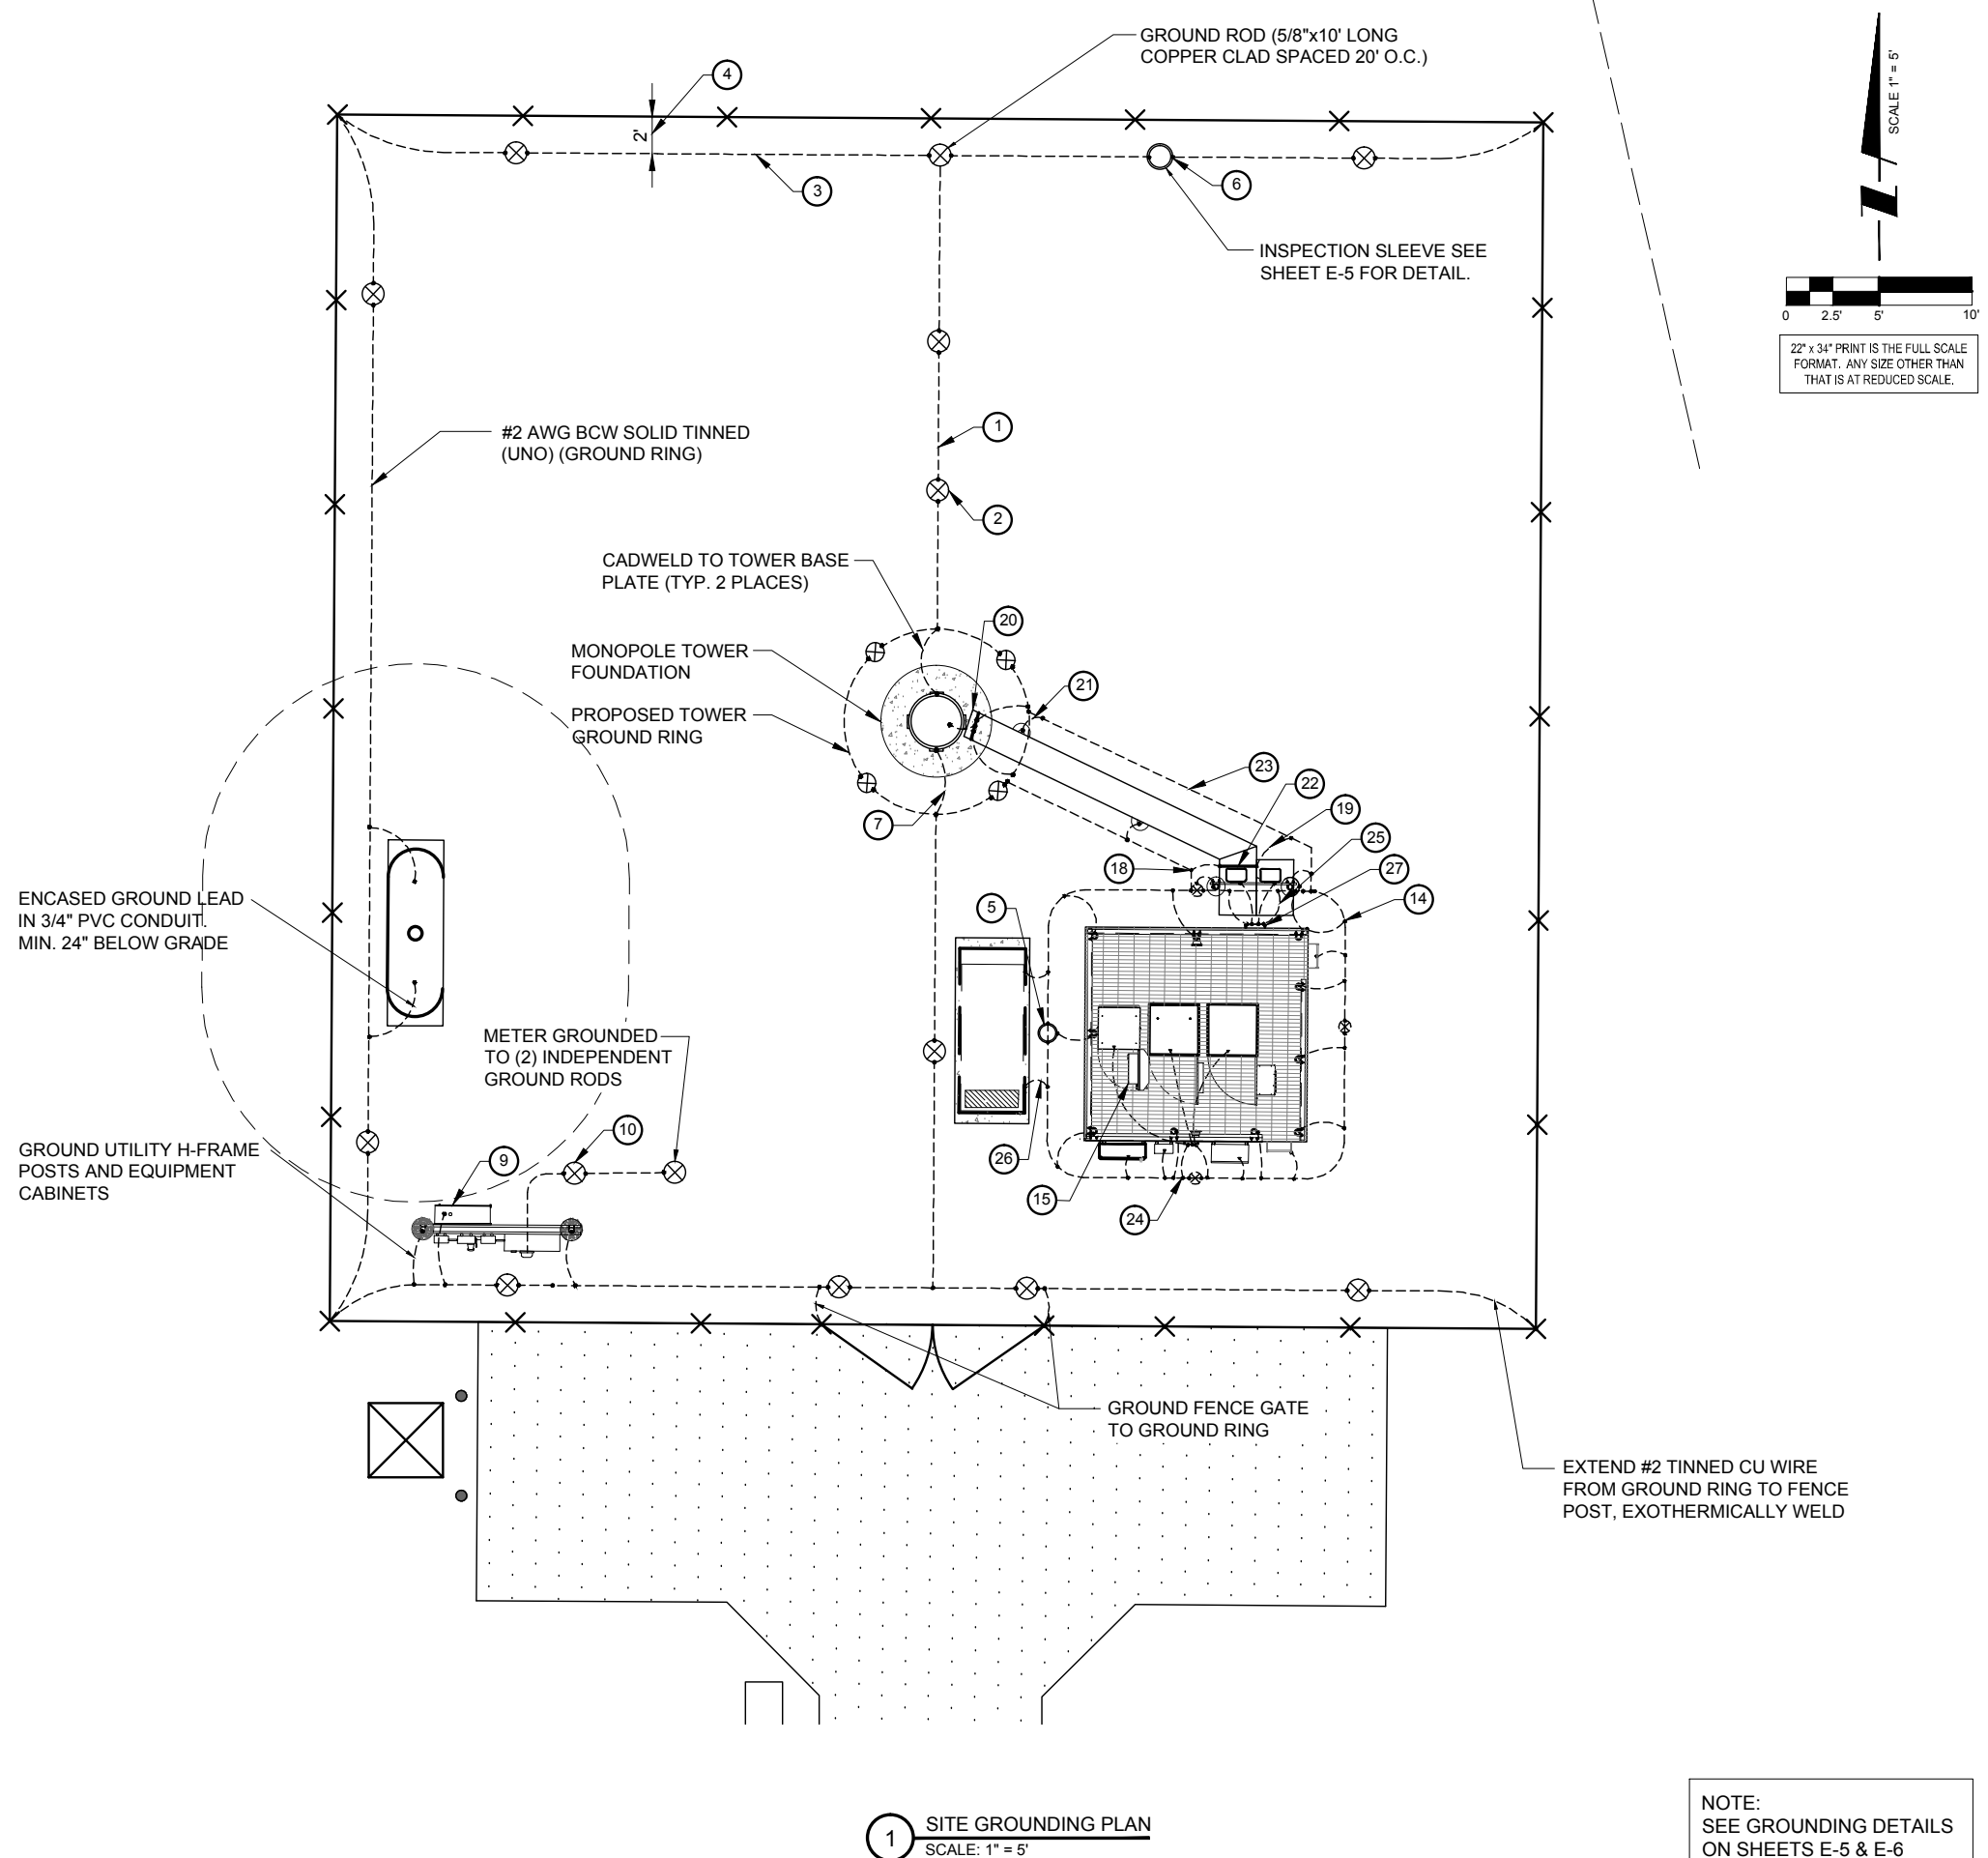 GROUND ROD (5/8"x10' LONG
COPPER CLAD SPACED 20' O.C.)
4
SCALE 1" = 5'
2'
3
6
INSPECTION SLEEVE SEE
SHEET E-5 FOR DETAIL.
0 2.5' 5' 10'
22" x 34" PRINT IS THE FULL SCALE
FORMAT. ANY SIZE OTHER THAN
THAT IS AT REDUCED SCALE.
#2 AWG BCW SOLID TINNED
(UNO) (GROUND RING)
1
2
CADWELD TO TOWER BASE
PLATE (TYP. 2 PLACES)
20
MONOPOLE TOWER
FOUNDATION
21
PROPOSED TOWER
GROUND RING
23
22
19
7
25
18
27
14
ENCASED GROUND LEAD
IN 3/4" PVC CONDUIT.
MIN. 24" BELOW GRADE
5
METER GROUNDED
TO (2) INDEPENDENT
GROUND RODS
10
GROUND UTILITY H-FRAME
POSTS AND EQUIPMENT
CABINETS
9
26
15
24
GROUND FENCE GATE
TO GROUND RING
EXTEND #2 TINNED CU WIRE
FROM GROUND RING TO FENCE
POST, EXOTHERMICALLY WELD
1
SITE GROUNDING PLAN
SCALE: 1" = 5'
NOTE:
SEE GROUNDING DETAILS
ON SHEETS E-5 & E-6